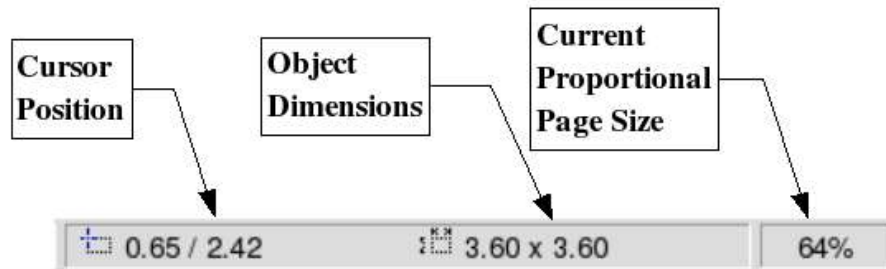 Cursor
Position
Object
Dimensions
Current
Proportional
Page Size
0.65 / 2.42
3.60 x 3.60
64%